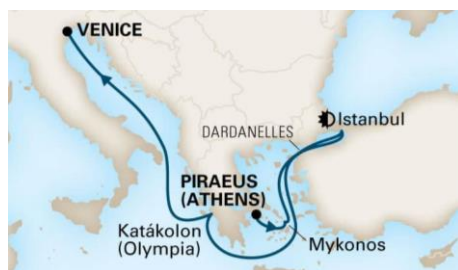 VENICE
Istanbul
DARDANELLES
PIRAEUS
(ATHENS)
Katákolon
(Olympia)
Mykonos